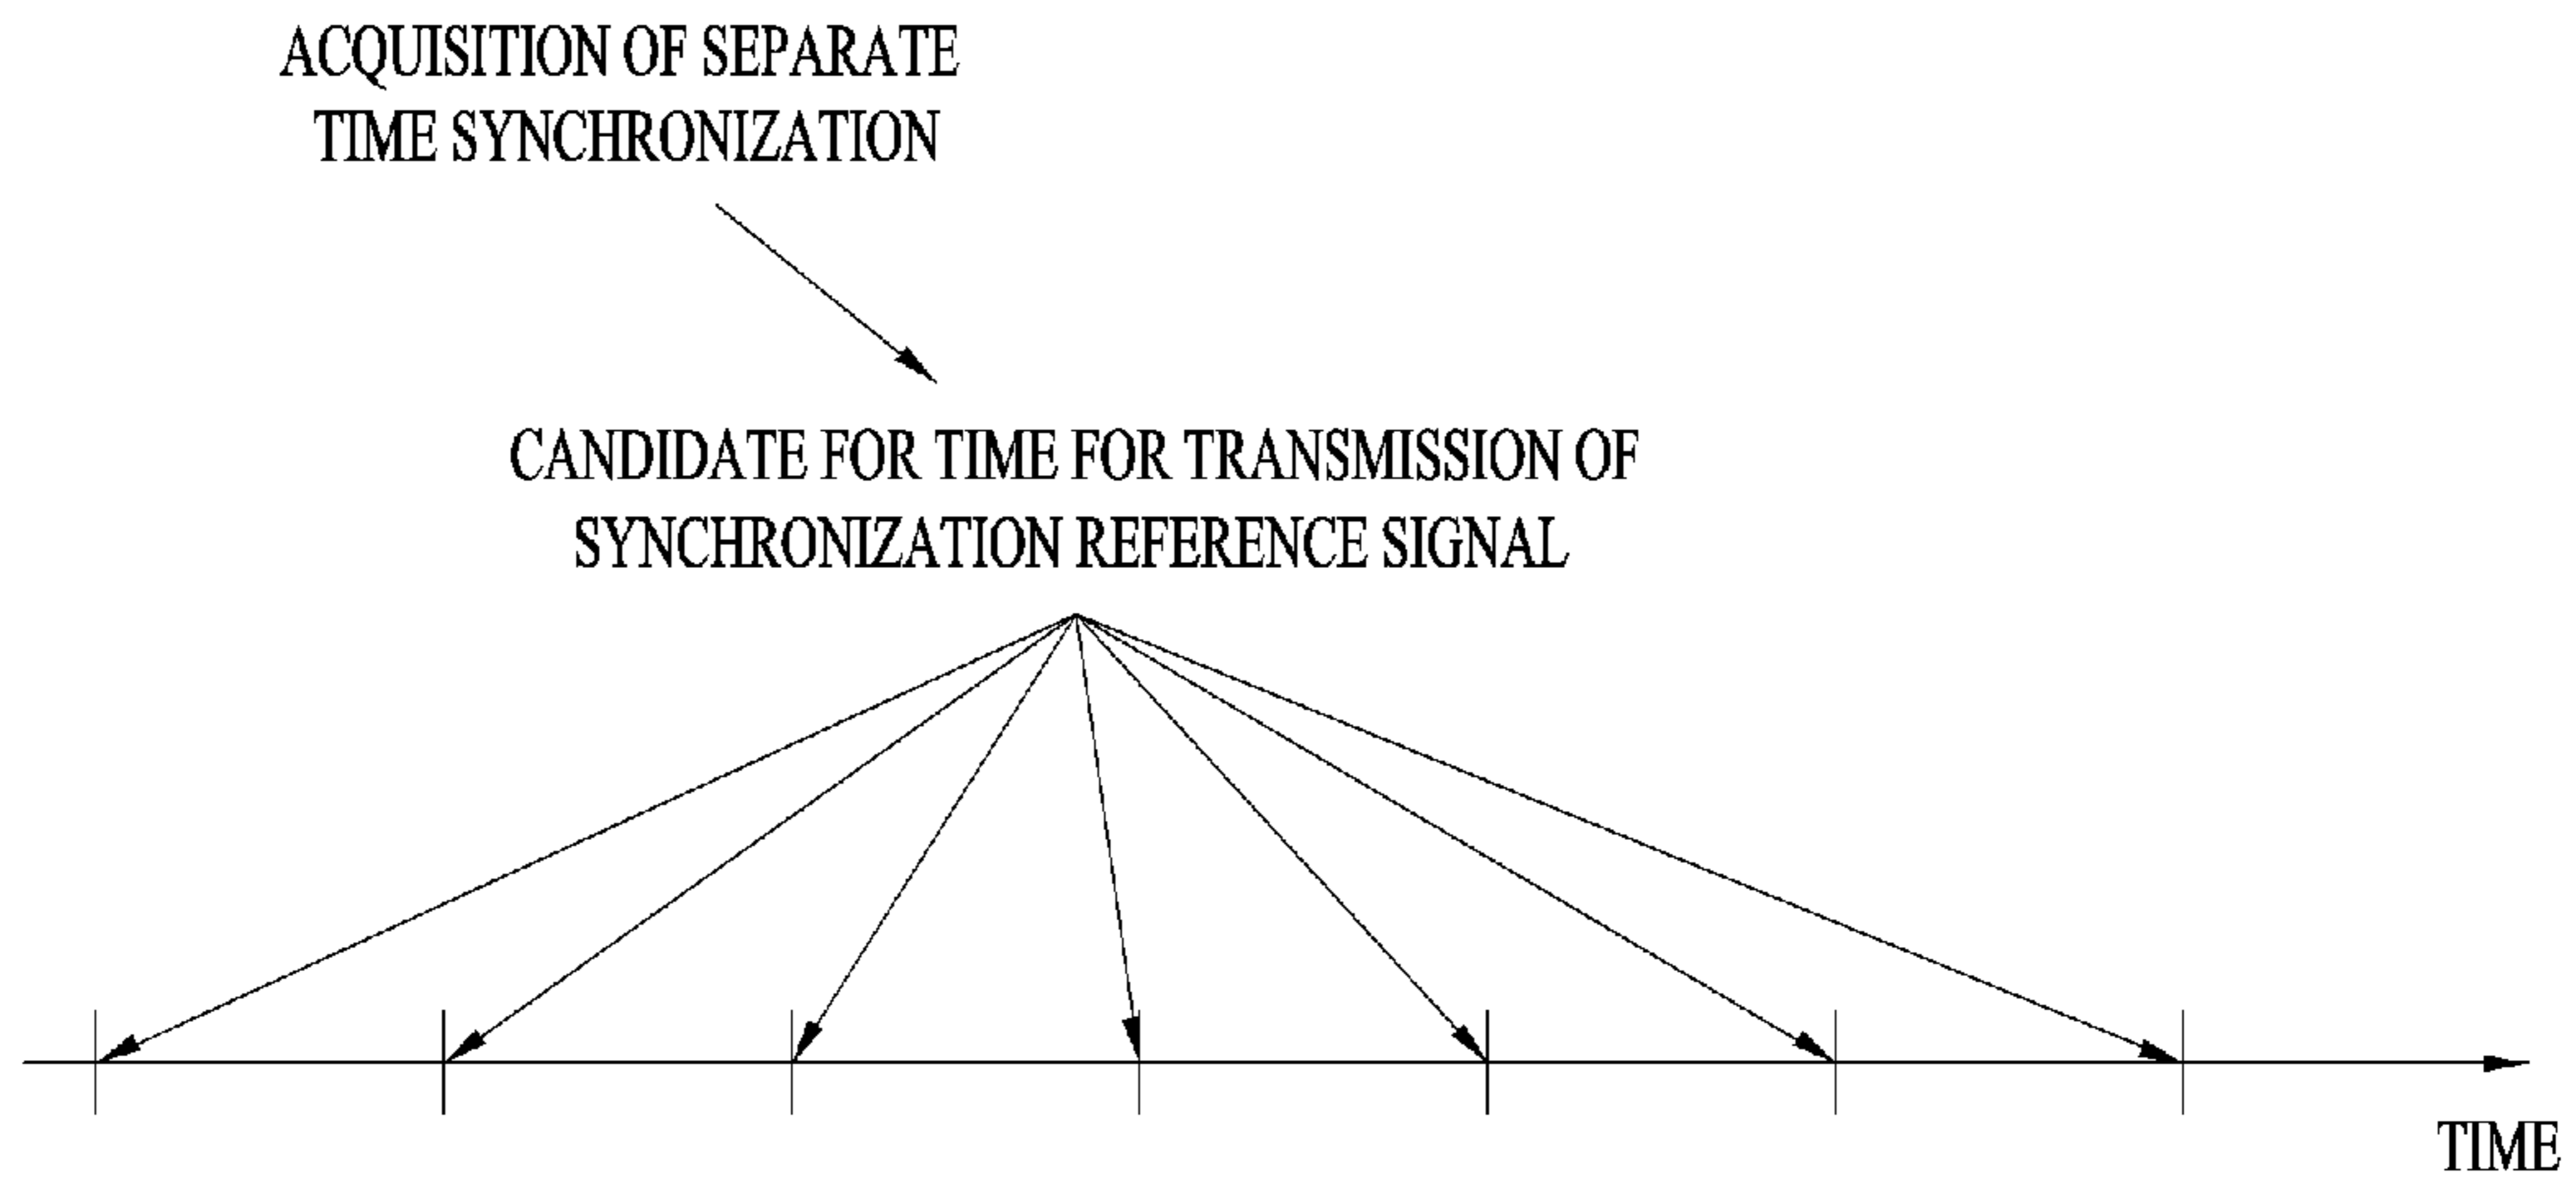 ACQUISITION OF SEPARATE
TIME SYNCHRONIZATION
CANDIDATE FOR TIME FOR TRANSMISSION OF
SYNCHRONIZATION REFERENCE SIGNAL
TIME